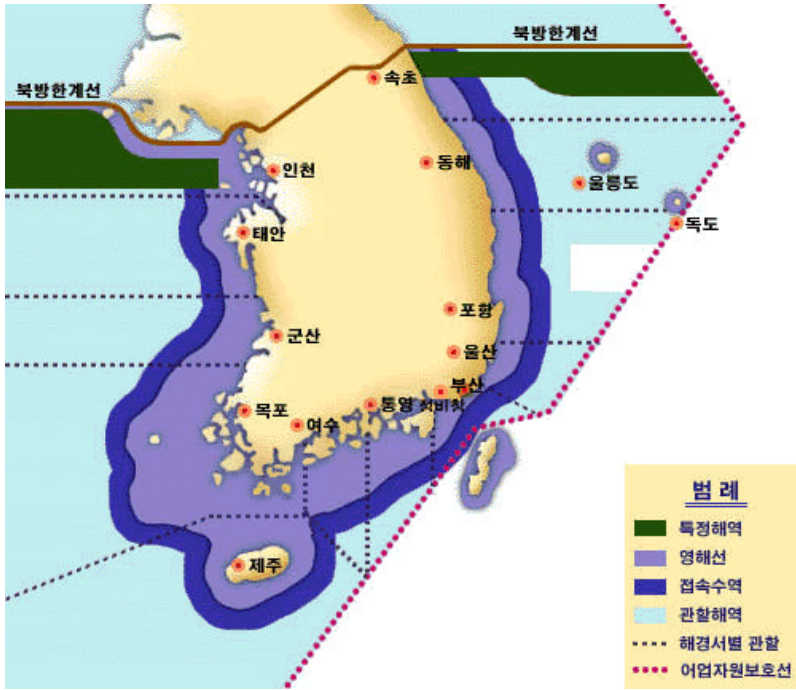 북방한계선
북방한계선
속초
인천
동해
울릉도
독도
태안
포항
군산
울산
부산
통영
목포
여수
제주
범 례
특정해역
영해선
접속수역
관할해역
해경서별 관할
어업자원보호선